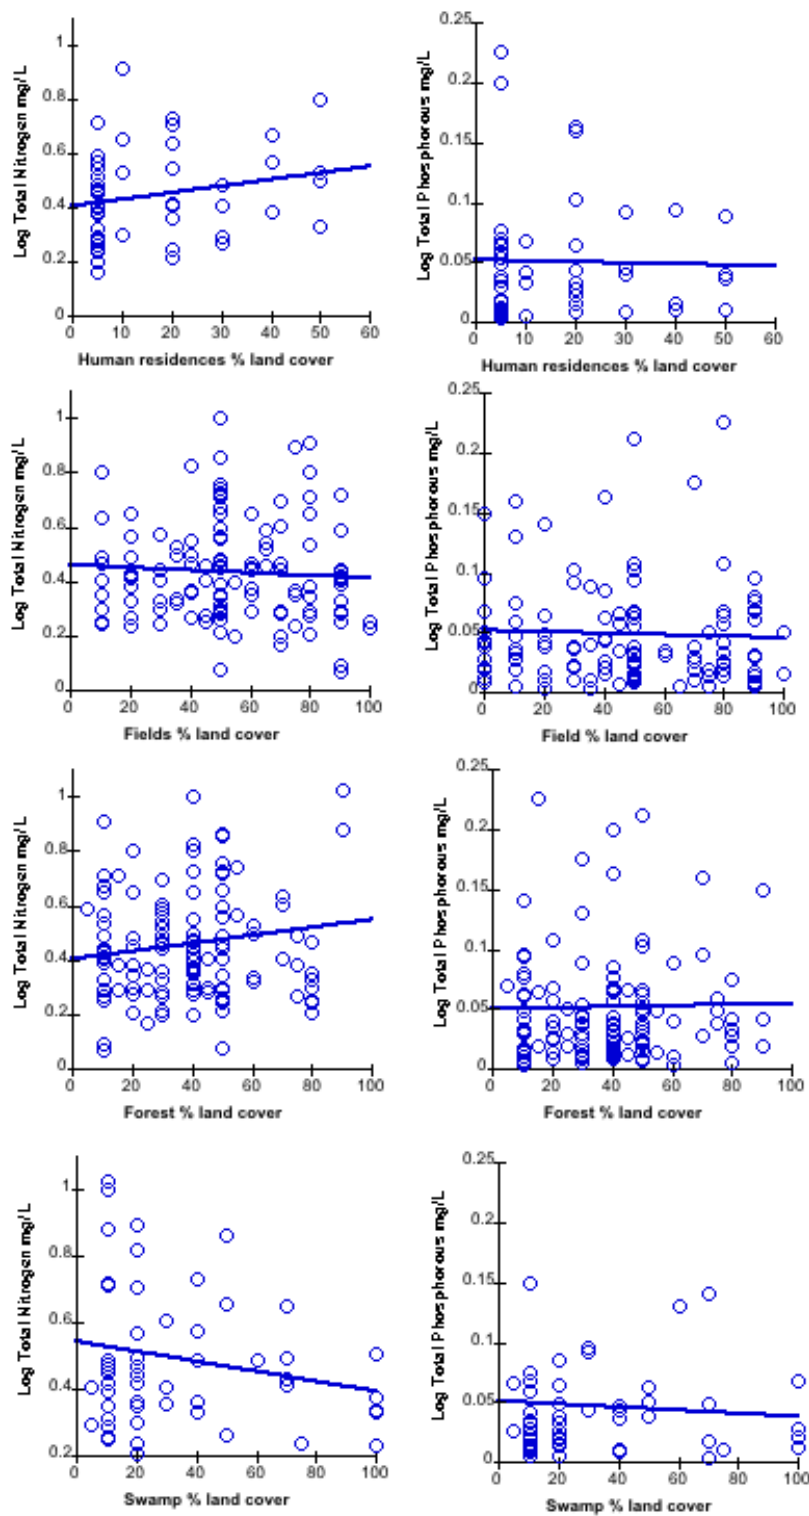 Log Total Nitrogen mg/L
1
0.8
0.6
0.4
0.2
0
0 10 20 30 40 50 60
Human residences % land cover
Log Total Phosphorous mg/L
0.25
0.2
0.15
0.1
0.05
0
0 10 20 30 40 50 60
Human residences % land cover
Log Total Nitrogen mg/L
1
0.8
0.6
0.4
0.2
0
0 20 40 60 80 100
Fields % land cover
Log Total Phosphorous mg/L
0.25
0.2
0.15
0.1
0.05
0
0 20 40 60 80 100
Field % land cover
Log Total Nitrogen mg/L
1
0.8
0.6
0.4
0.2
0
0 20 40 60 80 100
Forest % land cover
Log Total Phosphorous mg/L
0.25
0.2
0.15
0.1
0.05
0
0 20 40 60 80 100
Forest % land cover
Log Total Nitrogen mg/L
1
0.8
0.6
0.4
0.2
0 20 40 60 80 100
Swamp % land cover
Log Total Phosphorous mg/L
0.25
0.2
0.15
0.1
0.05
0
0 20 40 60 80 100
Swamp % land cover